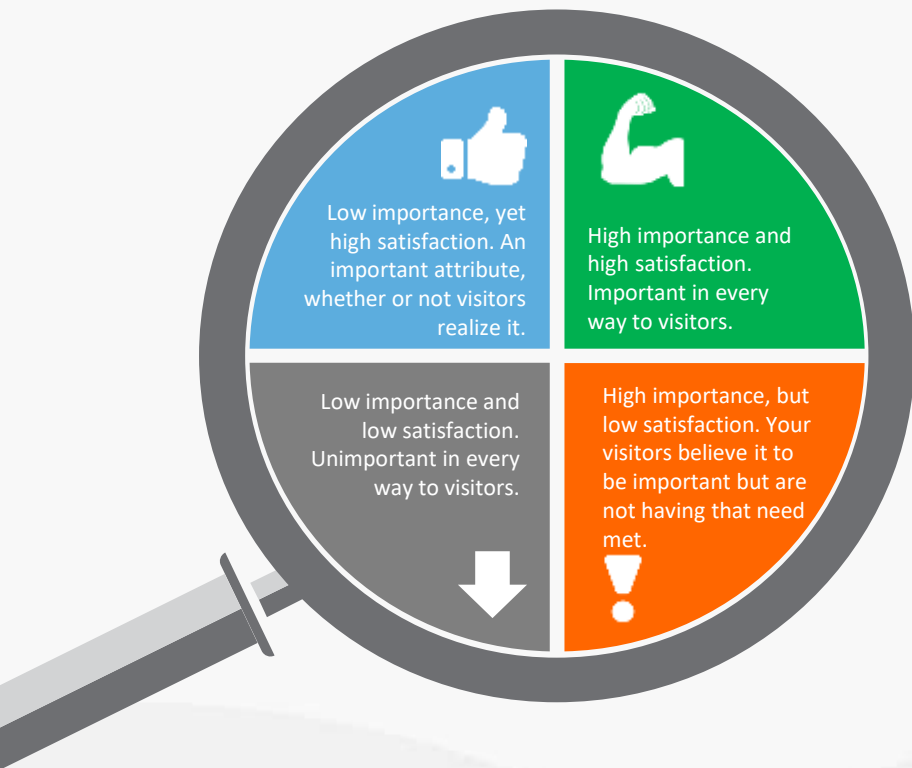 Low importance, yet
high satisfaction. An
important attribute,
whether or not visitors
realize it.
High importance and
high satisfaction.
Important in every
way to visitors.
Low importance and
low satisfaction.
Unimportant in every
way to visitors.
High importance, but
low satisfaction. Your
visitors believe it to
be important but are
not having that need
met.